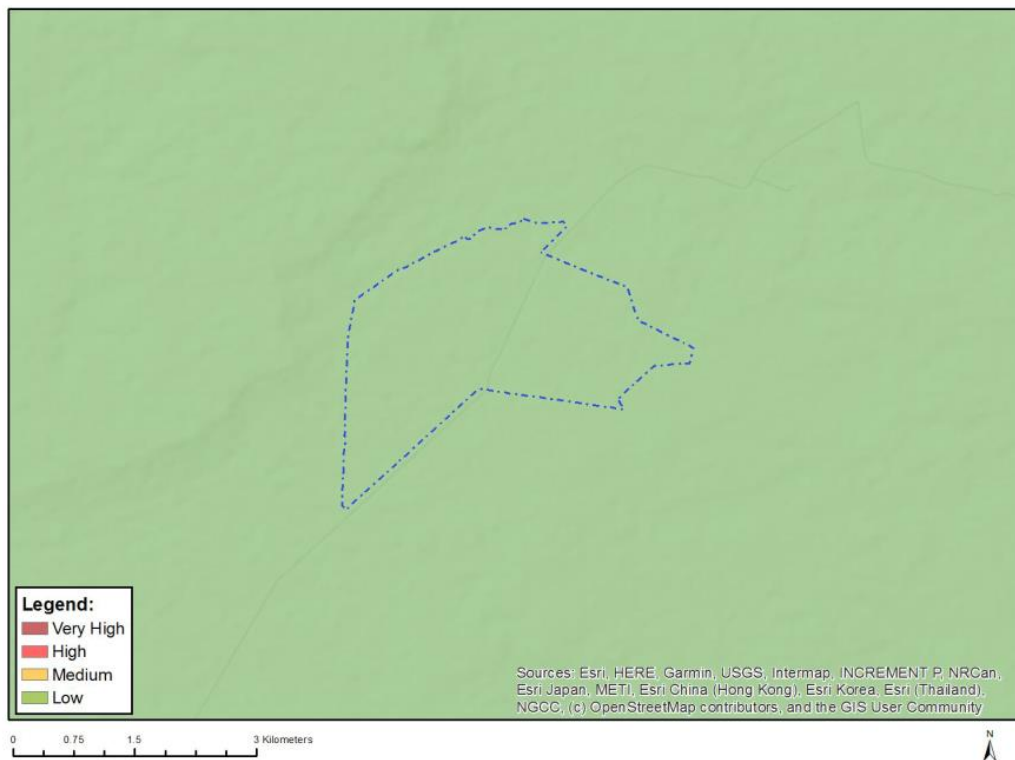 Legend:
Very High
High
Medium
Low
Sources: Esri, HERE, Garmin, USGS, Intermap, INCREMENT P, NRCan,
Esri Japan, METI, Esri China (Hong Kong), Esri Korea, Esri (Thailand),
NGCC, (c) OpenStreetMap contributors, and the GIS User Community
0 0.75 1.5 3 Kilometers
N